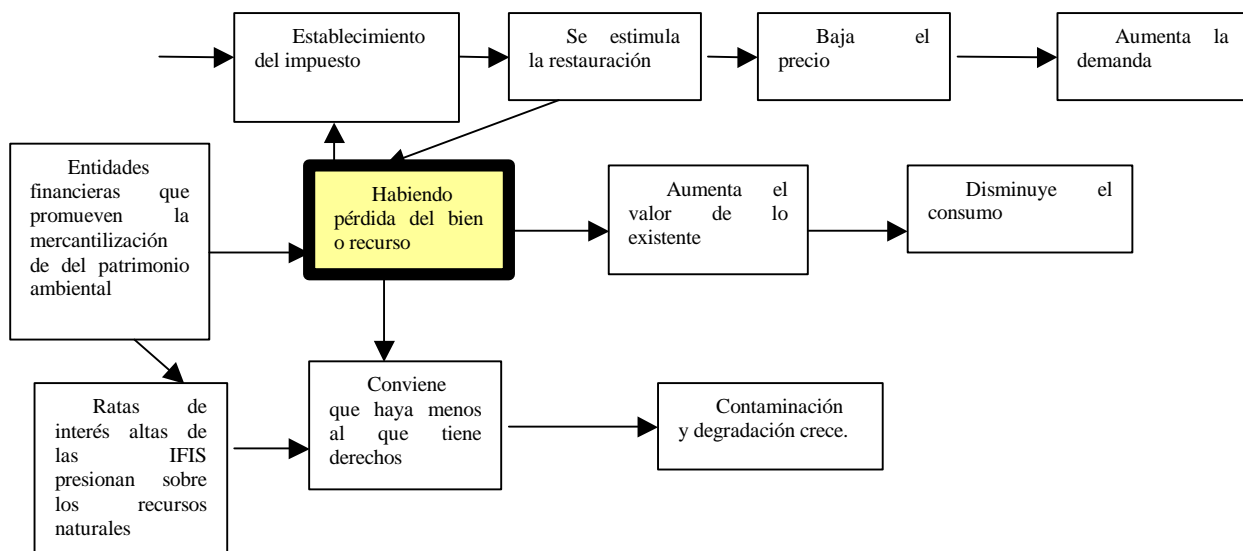 Establecimiento
del impuesto
Se estimula
la restauración
Baja el
precio
Aumenta la
demanda
Entidades
financieras que
promueven la
mercantilización
de del patrimonio
ambiental
Habiendo
pérdida del bien
o recurso
Aumenta el
valor de lo
existente
Disminuye el
consumo
Ratas de
interés altas de
las IFIS
presionan sobre
los recursos
naturales
Conviene
que haya menos
al que tiene
derechos
Contaminación
y degradación crece.